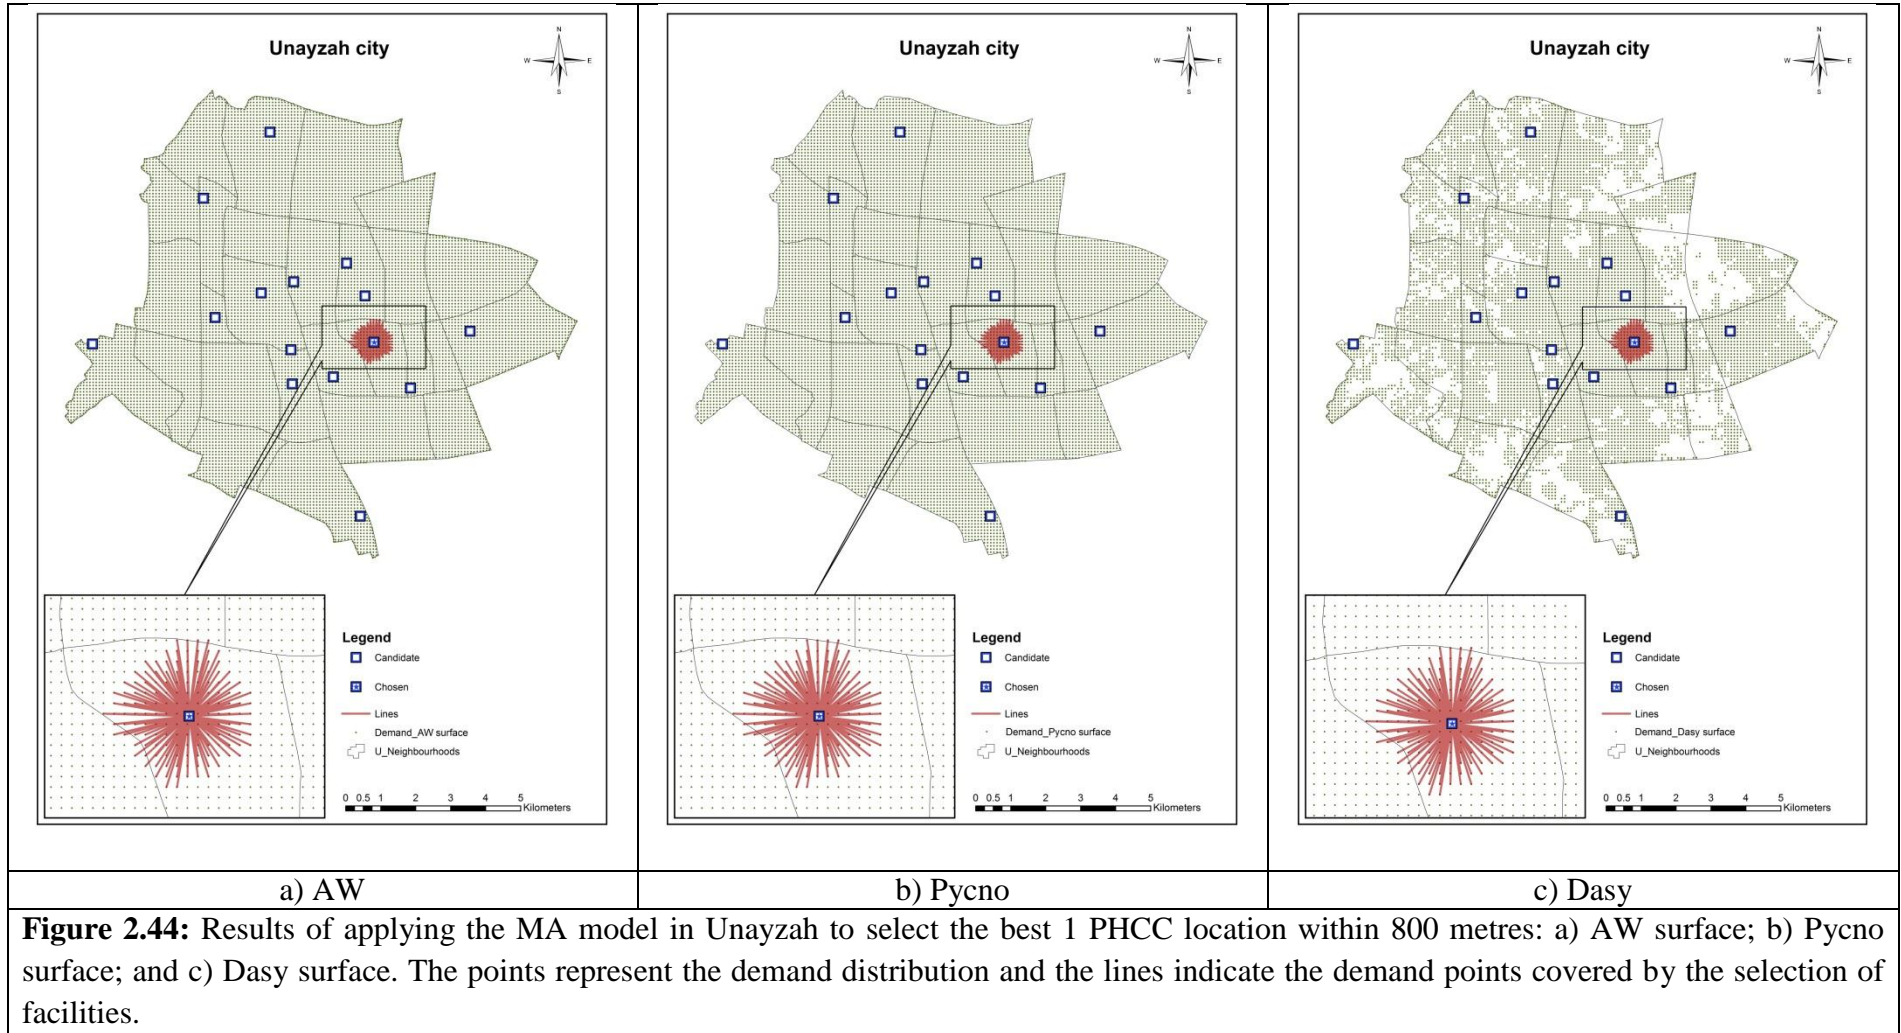 Unayzah city
N
W E
S
Legend
Candidate
Chosen
Lines
Demand_AW surface
U_Neighbourhoods
0 0.5 1 2 3 4 5
Kilometers
Unayzah city
N
W E
S
Legend
Candidate
Chosen
Lines
Demand_Pycno surface
U_Neighbourhoods
0 0.5 1 2 3 4 5
Kilometers
Unayzah city
N
W E
S
Legend
Candidate
Chosen
Lines
Demand_Dasy surface
U_Neighbourhoods
0 0.5 1 2 3 4 5
Kilometers
a) AW
b) Pycno
c) Dasy
Figure 2.44: Results of applying the MA model in Unayzah to select the best 1 PHCC location within 800 metres: a) AW surface; b) Pycno
surface; and c) Dasy surface. The points represent the demand distribution and the lines indicate the demand points covered by the selection of
facilities.